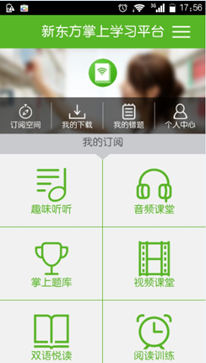 17:56
新东方掌上学习平台
订阅空间 我的下载 我的错题 个人中心
我的订阅
趣味听听 音频课堂
掌上题库 视频课堂
双语悦读 阅读训练